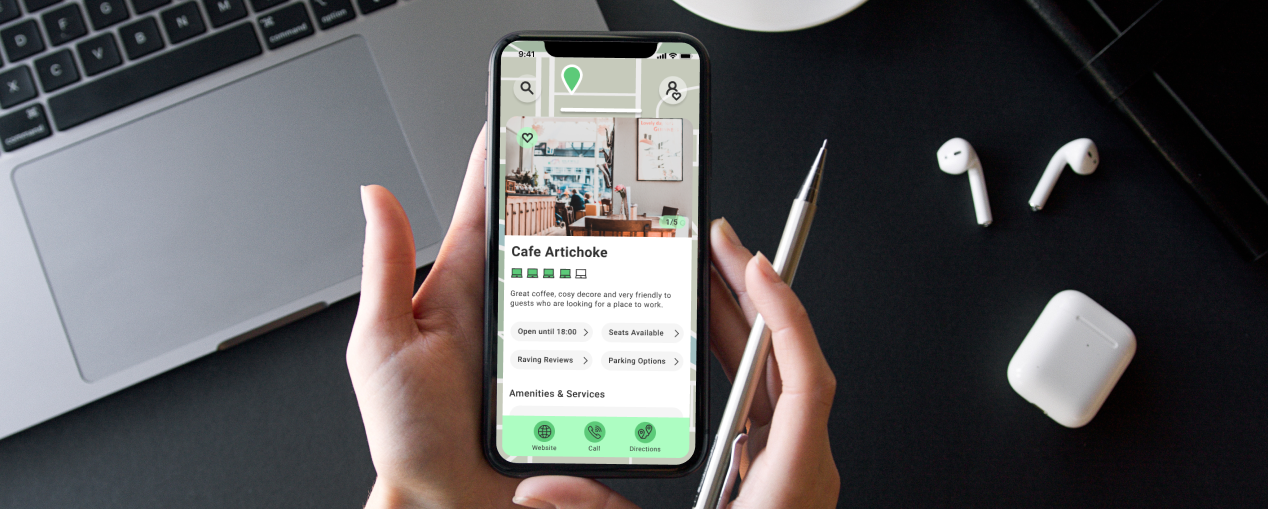 D
F
G
H
J
K
X
C
V
B
N
M
⌘
command
⌘
command
option
9:41
1/5
Cafe Artichoke
Great coffee, cosy decore and very friendly to
guests who are looking for a place to work.
Open until 18:00
Seats Available
Raving Reviews
Parking Options
Amenities & Services
Website
Call
Directions